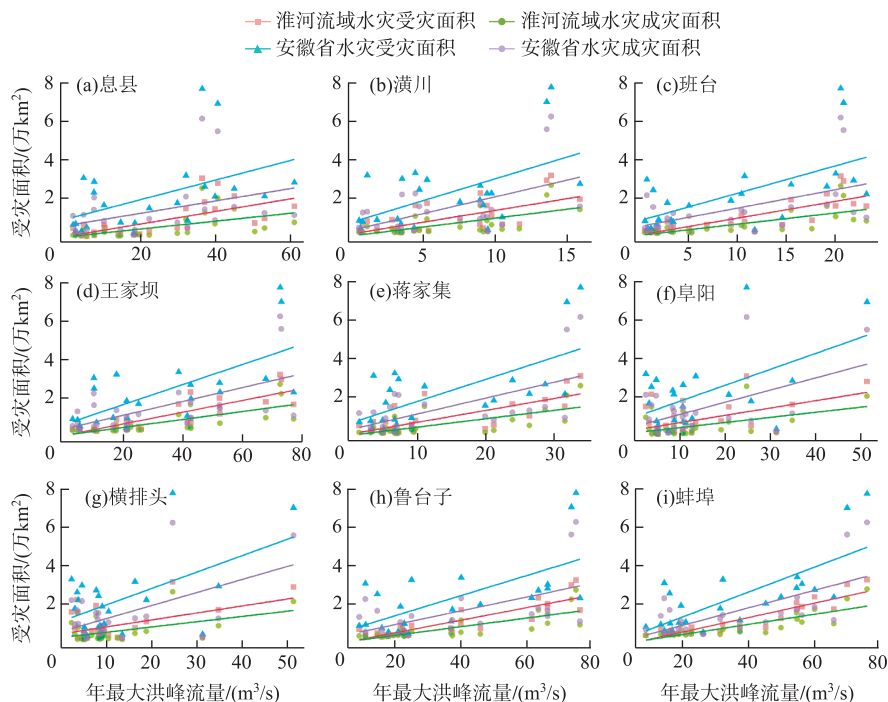 淮河流域水灾受灾面积 淮河流域水灾成灾面积
安徽省水灾受灾面积 安徽省水灾成灾面积
受灾面积/(万km²)
8
6
4
2
0
(a)息县
20 40 60
(b)潢川
0 5 10 15
(c)班台
0 5 10 15 20
受灾面积/(万km²)
8
6
4
2
0
(d)王家坝
20 40 60 80
(e)蒋家集
0 10 20 30
(f)阜阳
0 10 20 30 40 50
受灾面积/(万km²)
8
6
4
2
0
(g)横排头
10 20 30 40 50
(h)鲁台子
0 20 40 60 80
(i)蚌埠
0 20 40 60 80
年最大洪峰流量/(m³/s) 年最大洪峰流量/(m³/s) 年最大洪峰流量/(m³/s)